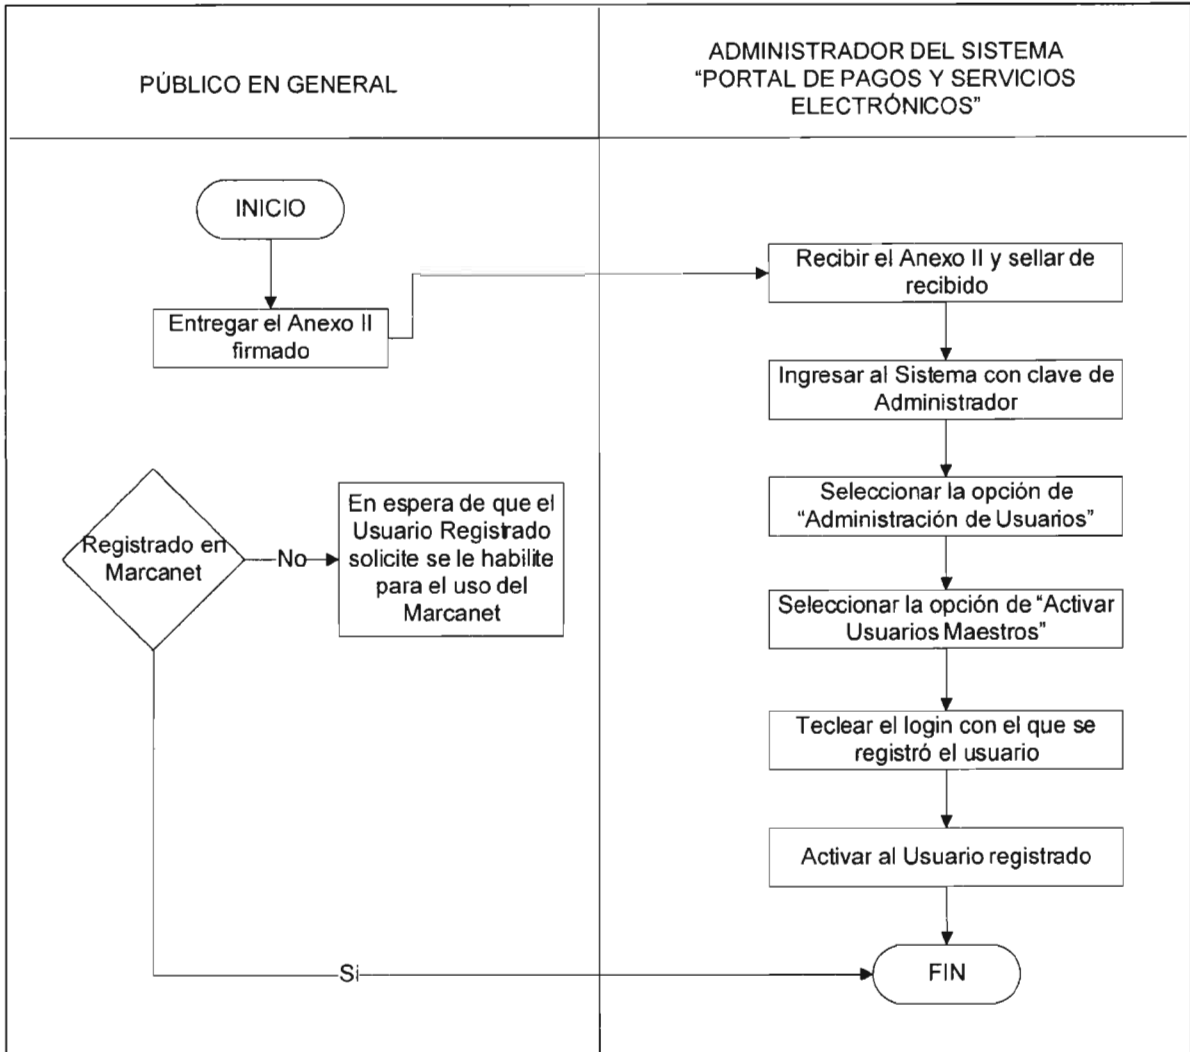 PÚBLICO EN GENERAL
ADMINISTRADOR DEL SISTEMA
“PORTAL DE PAGOS Y SERVICIOS
ELECTRÓNICOS”
INICIO
Entregar el Anexo II
firmado
Recibir el Anexo II y sellar de
recibido
Ingresar al Sistema con clave de
Administrador
Seleccionar la opción de
“Administración de Usuarios”
Seleccionar la opción de “Activar
Usuarios Maestros”
Teclear el login con el que se
registró el usuario
Activar al Usuario registrado
Registrado en
Marcanet
No
En espera de que el
Usuario Registrado
solicite se le habilite
para el uso del
Marcanet
Si
FIN